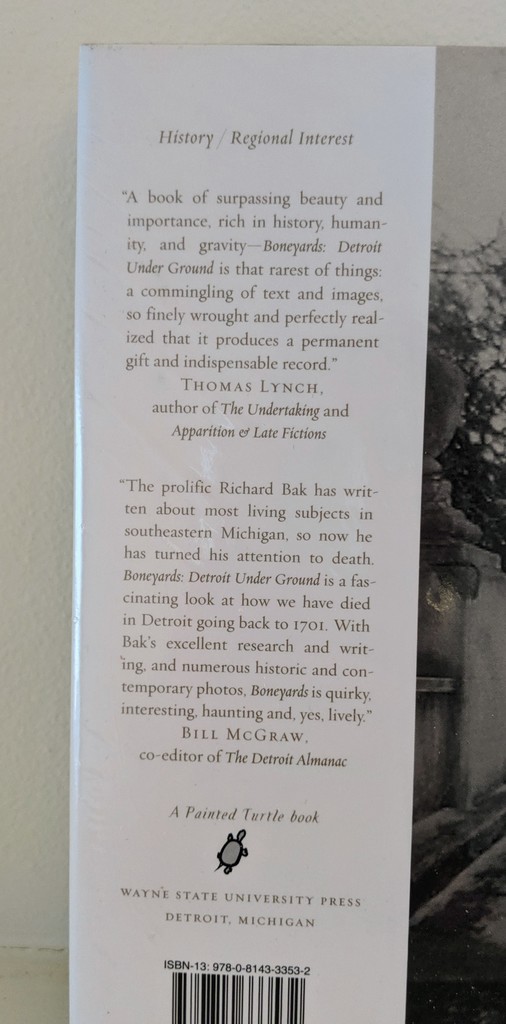 History / Regional Interest
“A book of surpassing beauty and
importance, rich in history, human-
ity, and gravity—Boneyards: Detroit
Under Ground is that rarest of things:
a commingling of text and images,
so finely wrought and perfectly real-
ized that it produces a permanent
gift and indispensable record.”
THOMAS LYNCH,
author of The Undertaking and
Apparition & Late Fictions
“The prolific Richard Bak has writ-
ten about most living subjects in
southeastern Michigan, so now he
has turned his attention to death.
Boneyards: Detroit Under Ground is a fas-
cinating look at how we have died
in Detroit going back to 1701. With
Bak’s excellent research and writ-
ing, and numerous historic and con-
temporary photos, Boneyards is quirky,
interesting, haunting and, yes, lively.”
BILL MCGRAW,
co-editor of The Detroit Almanac
A Painted Turtle book
WAYNE STATE UNIVERSITY PRESS
DETROIT, MICHIGAN
ISBN-13: 978-0-8143-3353-2